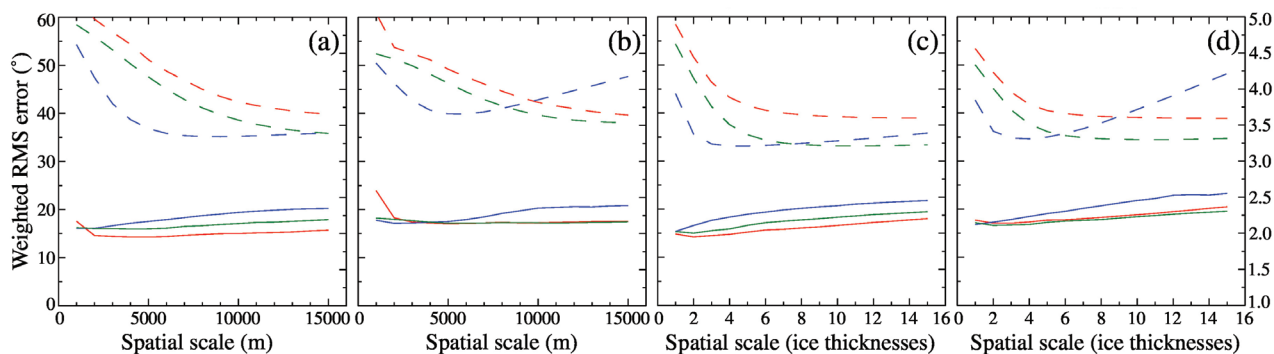 60
50
40
30
20
10
0
Weighted RMS error (°)
(a)
(b)
(c)
(d)
5.0
4.5
4.0
3.5
3.0
2.5
2.0
1.5
1.0
0 5000 10000 15000
0 5000 10000 15000
0 2 4 6 8 10 12 14 16
0 2 4 6 8 10 12 14 16
Spatial scale (m)
Spatial scale (m)
Spatial scale (ice thicknesses)
Spatial scale (ice thicknesses)